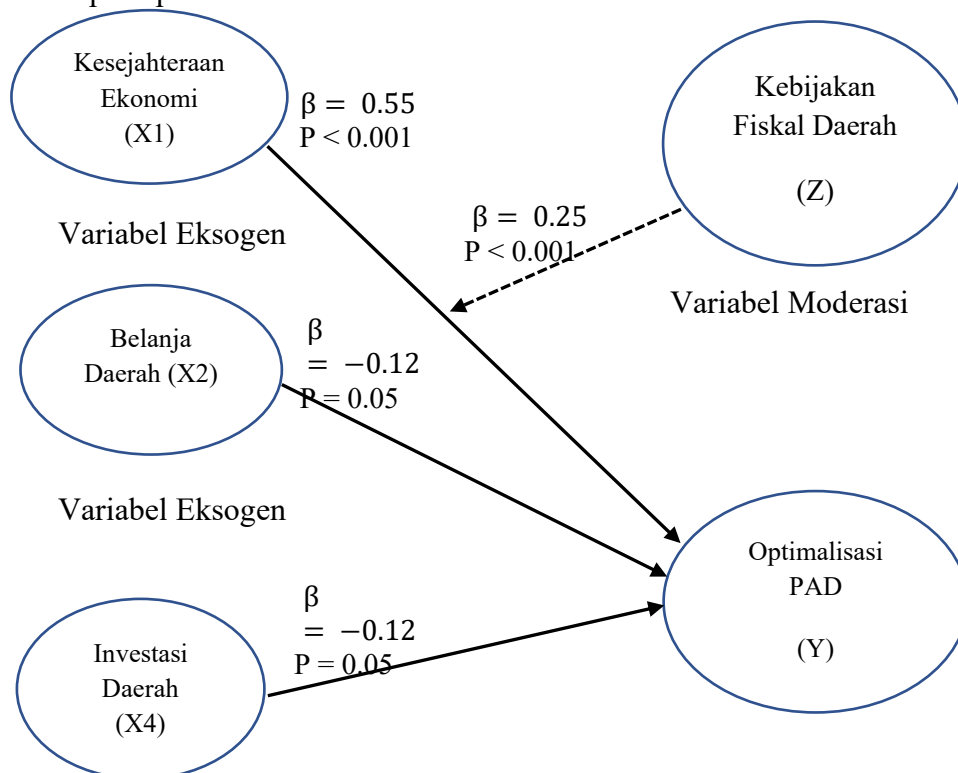 Kesejahteraan
Ekonomi
(X1)
β = 0.55
P < 0.001
Kebijakan
Fiskal Daerah
(Z)
β = 0.25
P < 0.001
Variabel Eksogen
Variabel Moderasi
Belanja
Daerah (X2)
β
= −0.12
P = 0.05
Variabel Eksogen
Optimalisasi
PAD
(Y)
β
= −0.12
P = 0.05
Investasi
Daerah
(X4)